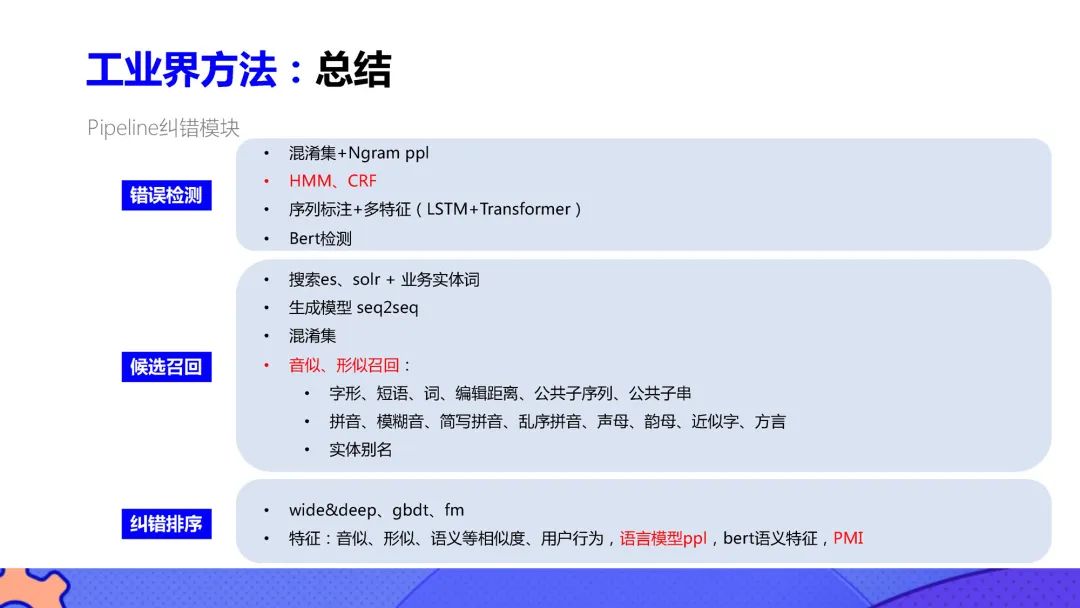 工业界方法：总结
Pipeline纠错模块
错误检测
• 混淆集+Ngram ppl
• HMM、CRF
• 序列标注+多特征（LSTM+Transformer）
• Bert检测
候选召回
• 搜索es、solr + 业务实体词
• 生成模型 seq2seq
• 混淆集
• 音似、形似召回：
• 字形、短语、词、编辑距离、公共子序列、公共子串
• 拼音、模糊音、简写拼音、乱序拼音、声母、韵母、近似字、方言
• 实体别名
纠错排序
• wide&deep、gbdt、fm
• 特征：音似、形似、语义等相似度、用户行为，语言模型ppl，bert语义特征，PMI